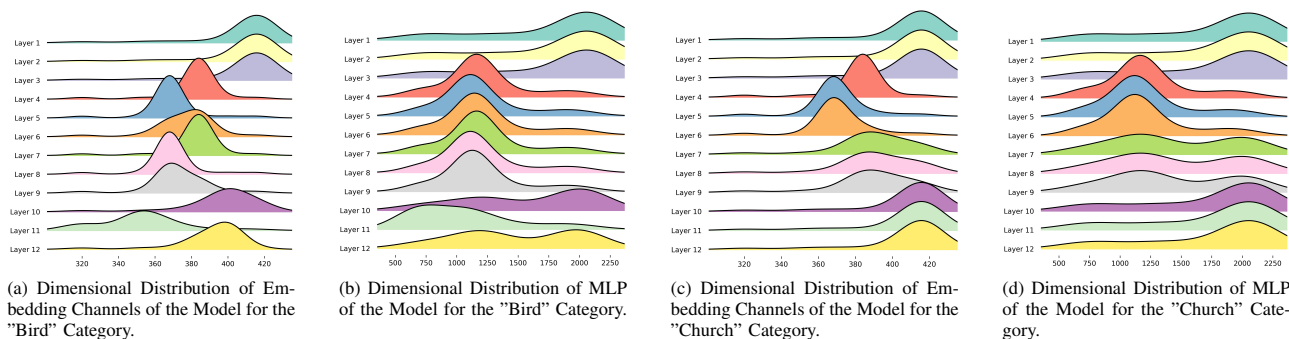 Layer 1
Layer 2
Layer 3
Layer 4
Layer 5
Layer 6
Layer 7
Layer 8
Layer 9
Layer 10
Layer 11
Layer 12
320 340 360 380 400 420
(a) Dimensional Distribution of Em-
bedding Channels of the Model for the
”Bird” Category.
Layer 1
Layer 2
Layer 3
Layer 4
Layer 5
Layer 6
Layer 7
Layer 8
Layer 9
Layer 10
Layer 11
Layer 12
500 750 1000 1250 1500 1750 2000 2250
(b) Dimensional Distribution of MLP
of the Model for the ”Bird” Category.
Layer 1
Layer 2
Layer 3
Layer 4
Layer 5
Layer 6
Layer 7
Layer 8
Layer 9
Layer 10
Layer 11
Layer 12
320 340 360 380 400 420
(c) Dimensional Distribution of Em-
bedding Channels of the Model for the
”Church” Category.
Layer 1
Layer 2
Layer 3
Layer 4
Layer 5
Layer 6
Layer 7
Layer 8
Layer 9
Layer 10
Layer 11
Layer 12
500 750 1000 1250 1500 1750 2000 2250
(d) Dimensional Distribution of MLP
of the Model for the ”Church” Cate-
gory.